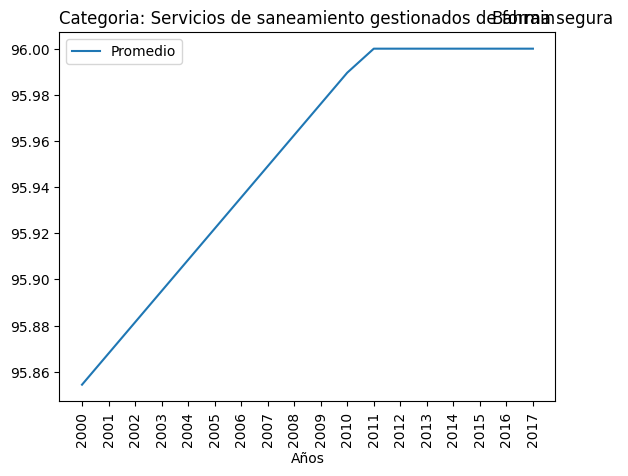 Categoria: Servicios de saneamiento gestionados de forma segura
Bahrain
Promedio
96.00
95.98
95.96
95.94
95.92
95.90
95.88
95.86
2000 2001 2002 2003 2004 2005 2006 2007 2008 2009 2010 2011 2012 2013 2014 2015 2016 2017
Años